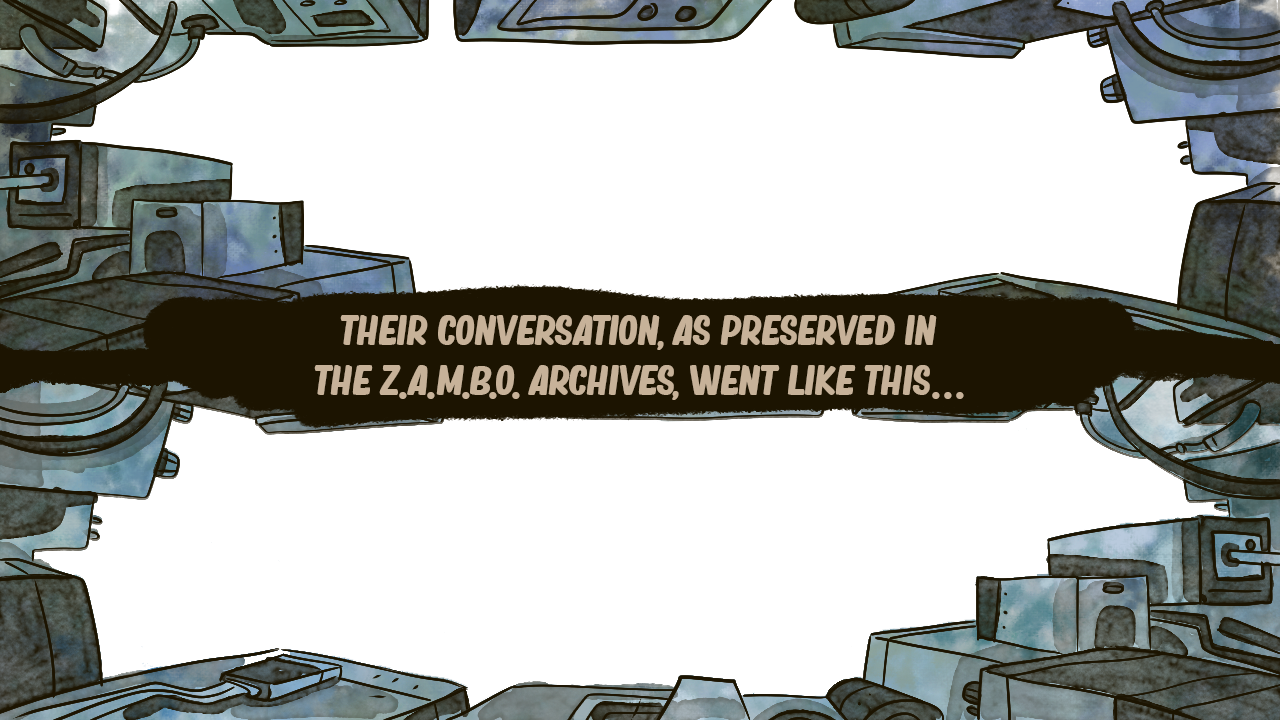 THEIR CONVERSATION, AS PRESERVED IN
THE Z.A.M.B.O. ARCHIVES, WENT LIKE THIS...